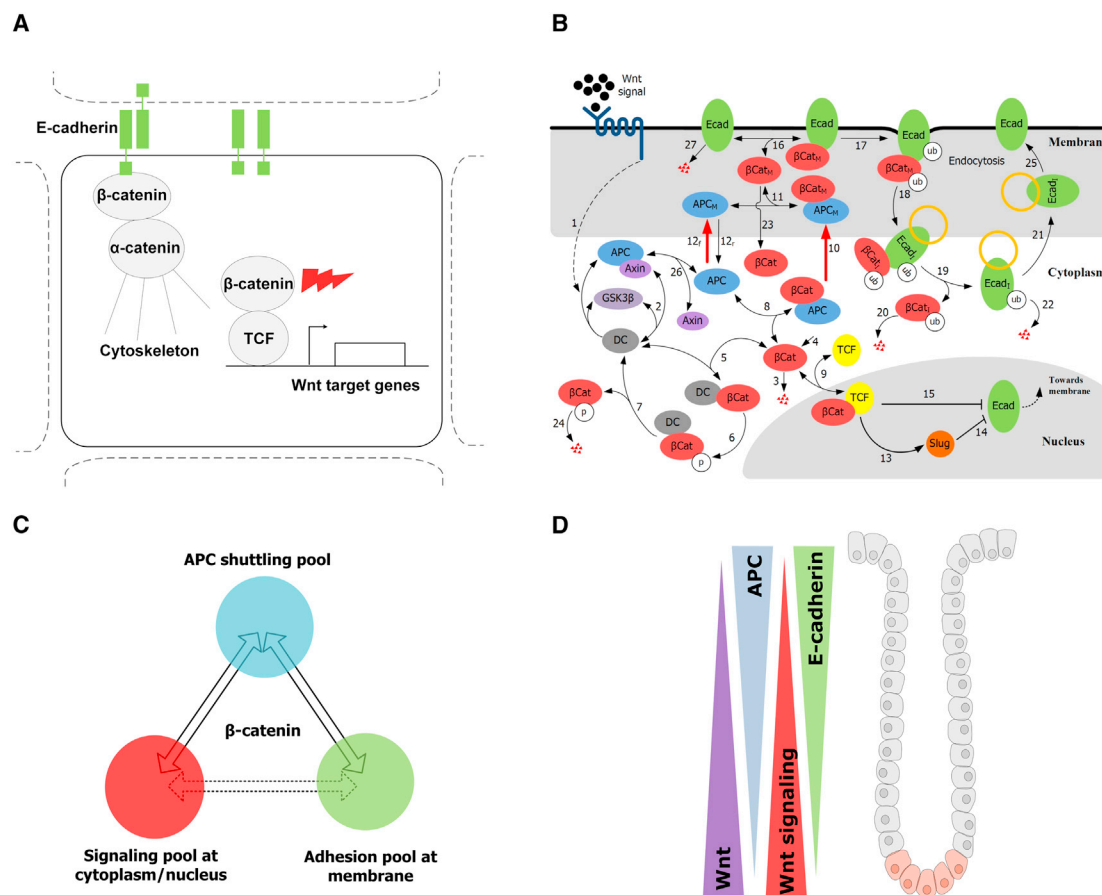 A
E-cadherin
β-catenin
α-catenin
β-catenin
TCF
Cytoskeleton
Wnt target genes
B
Wnt
signal
Ecad
Ecad
Ecad
Ecad
27
16
17
Membran
βCatM
βCatM
ub
Endocytosis
25
βCatM
ub
EcadI
βCatM
18
APCM
11
APCM
1
23
21
12f
12r
10
APC
Axin
26
βCat
βCatI
ub
EcadI
ub
Cytoplasm
APC
19
EcadI
ub
GSK3β
2
βCat
APC
8
βCatI
ub
22
20
Axin
DC
4
TCF
5
βCat
9
3
Towards
membrane
DC
βCat
TCF
βCat
15
Ecad
βCat
p
7
24
DC
βCat
p
6
14
Slug
13
Nucleus
C
APC shuttling pool
β-catenin
Signaling pool at
cytoplasm/nucleus
Adhesion pool at
membrane
D
Wnt
APC
Wnt signaling
E-cadherin